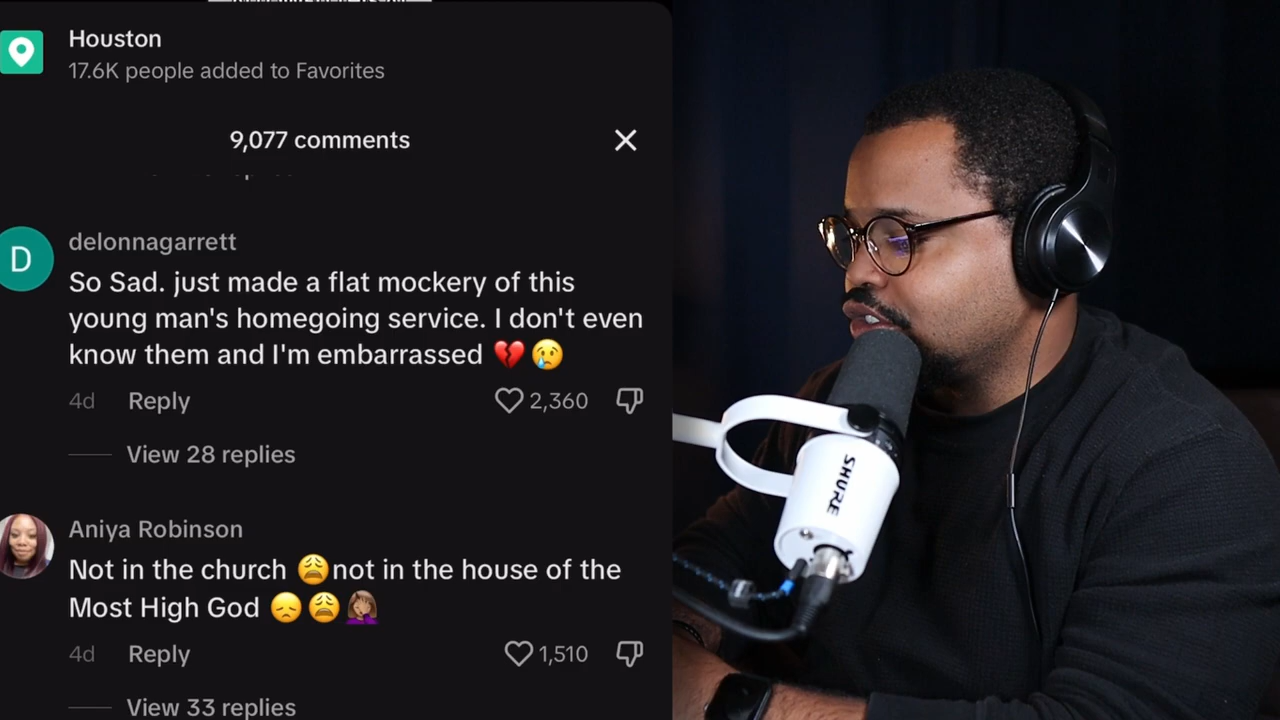 Houston
17.6K people added to Favorites
9,077 comments
D
delonnagarrett
So Sad. just made a flat mockery of this
young man's homegoing service. I don't even
know them and I'm embarrassed 💔😢
4d Reply 2,360
View 28 replies
Aniya Robinson
Not in the church 😩not in the house of the
Most High God 😞😩🤦🏽‍♀️
4d Reply 1,510
View 33 replies
SHURE